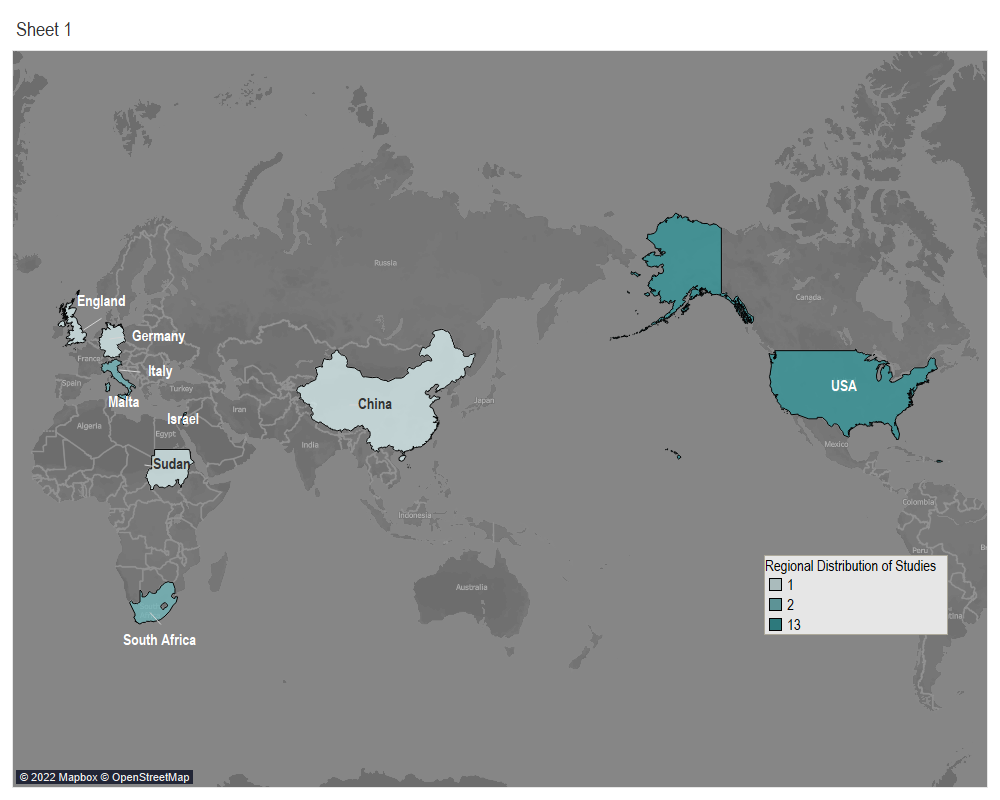 Sheet 1
Russia
Canada
England
Germany
France
Italy
Spain
Turkey
Malta
China
Japan
USA
Israel
Iran
Algeria
Egypt
India
Mexico
Sudan
Colombia
Indonesia
Peru
Regional Distribution of Studies
1
2
13
Australia
South Africa
© 2022 Mapbox © OpenStreetMap